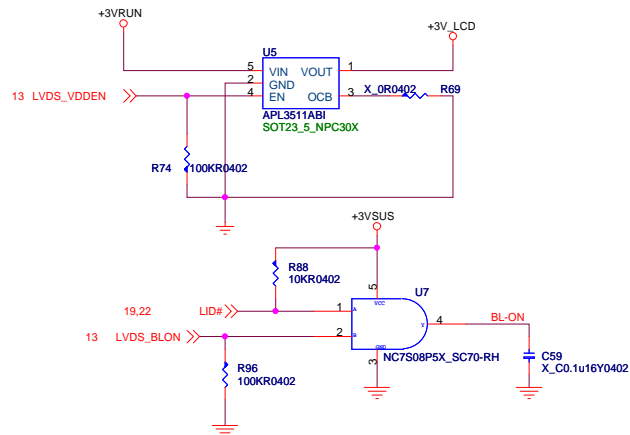 +3VRUN
+3V_LCD
U5
5 VIN VOUT 1
2 GND
13 LVDS_VDDEN 4 EN OCB 3 X_0R0402 R69
APL3511ABI
SOT23_5_NPC30X
R74 100KR0402
+3VSUS
R88
10KR0402
U7
5
VCC
19,22 LID# 1 A
Y 4 BL-ON
13 LVDS_BLON 2 B
GND
3
NC7S08P5X_SC70-RH
C59
X_C0.1u16Y0402
R96
100KR0402